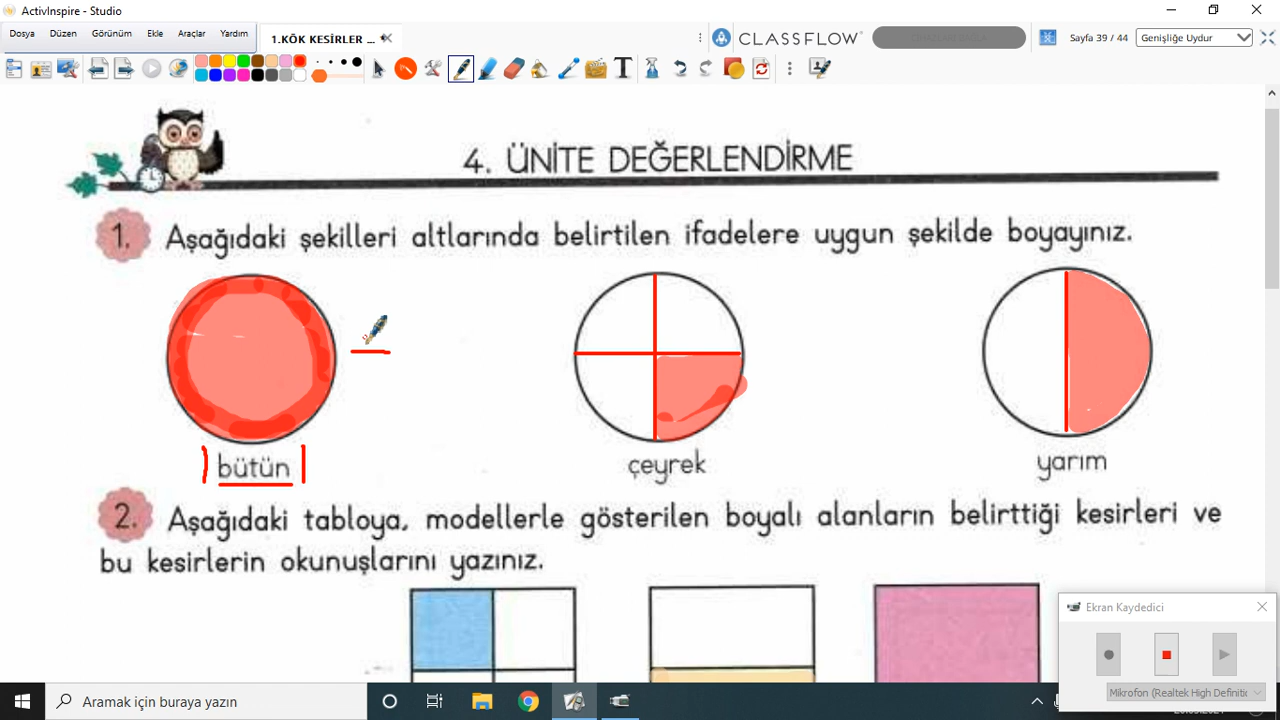 ActivInspire - Studio
Dosya Düzen Görünüm Ekle Araçlar Yardım
1.KÖK KESİRLER ...
CLASSFLOW
Sayfa 39 / 44
Genişliğe Uydur
4. ÜNİTE DEĞERLENDİRME
1. Aşağıdaki şekilleri altlarında belirtilen ifadelere uygun şekilde boyayınız.
bütün
çeyrek
yarım
2. Aşağıdaki tabloya, modellerle gösterilen boyalı alanların belirttiği kesirleri ve
bu kesirlerin okunuşlarını yazınız.
Ekran Kaydedici
Mikrofon (Realtek High Definitic
Aramak için buraya yazın